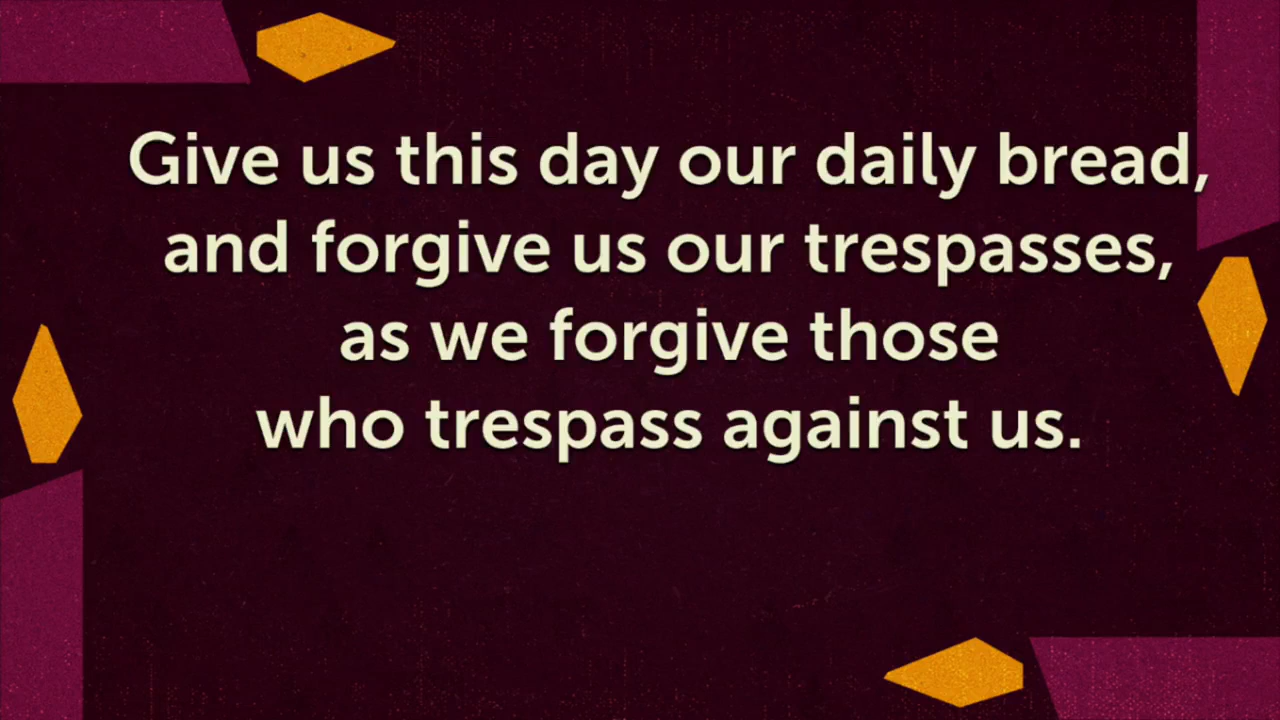 Give us this day our daily bread,
and forgive us our trespasses,
as we forgive those
who trespass against us.